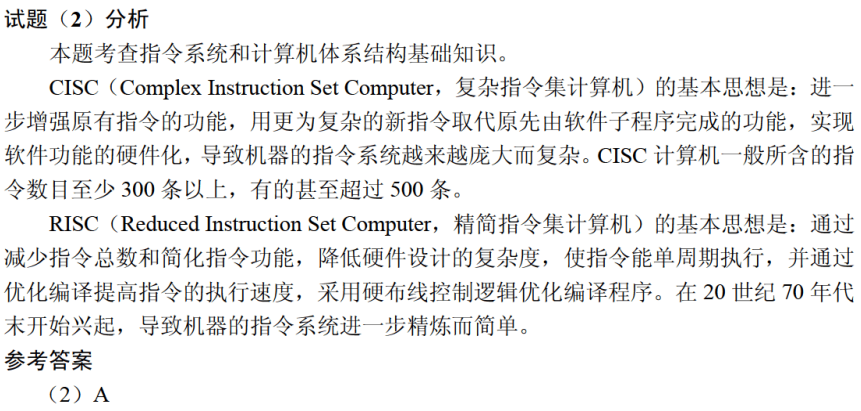 试题（2）分析
本题考查指令系统和计算机体系结构基础知识。
CISC（Complex Instruction Set Computer，复杂指令集计算机）的基本思想是：进一
步增强原有指令的功能，用更为复杂的新指令取代原先由软件子程序完成的功能，实现
软件功能的硬件化，导致机器的指令系统越来越庞大而复杂。CISC 计算机一般所含的指
令数目至少 300 条以上，有的甚至超过 500 条。
RISC（Reduced Instruction Set Computer，精简指令集计算机）的基本思想是：通过
减少指令总数和简化指令功能，降低硬件设计的复杂度，使指令能单周期执行，并通过
优化编译提高指令的执行速度，采用硬布线控制逻辑优化编译程序。在 20 世纪 70 年代
末开始兴起，导致机器的指令系统进一步精炼而简单。
参考答案
（2）A